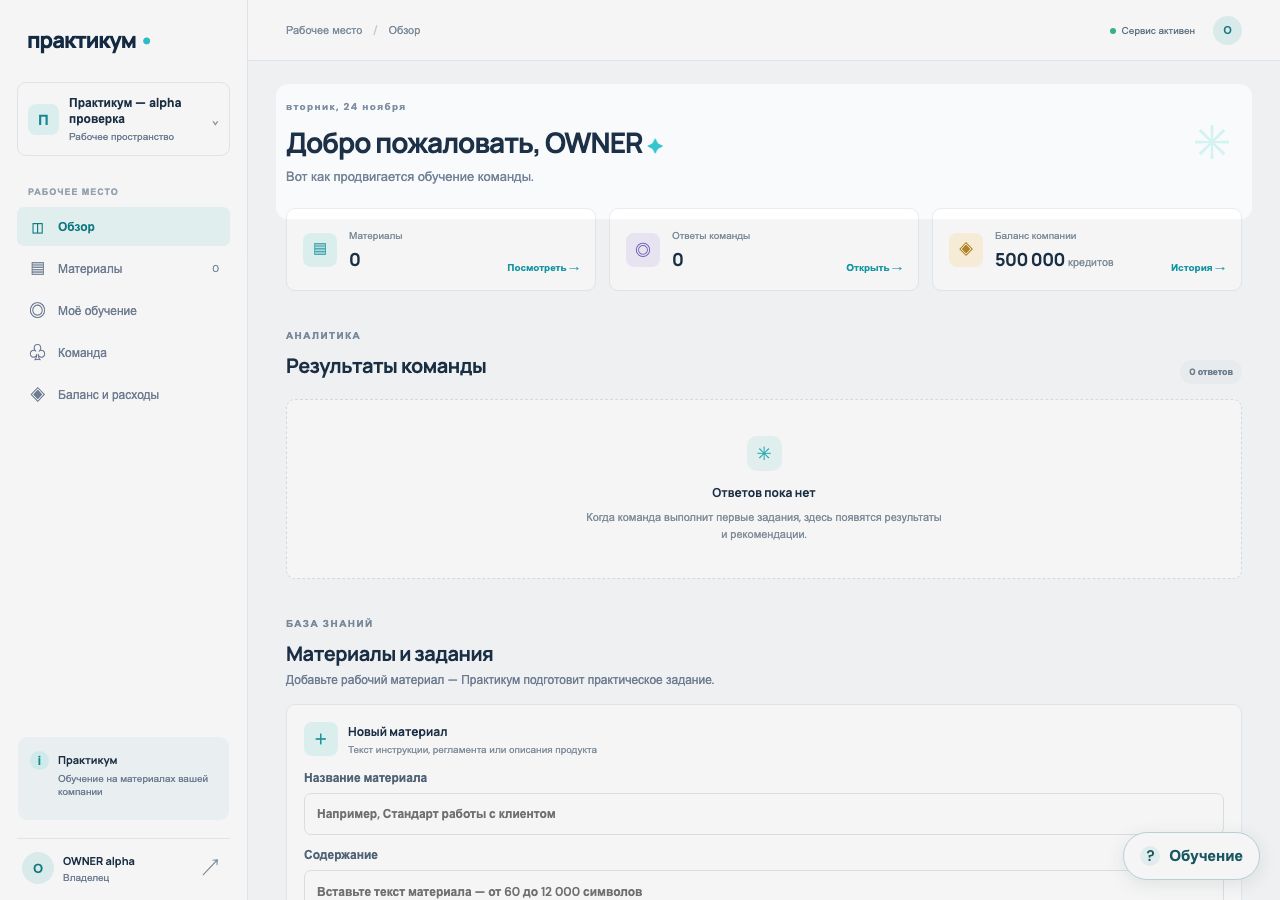 практикум
П
Практикум — alpha
проверка
Рабочее пространство
РАБОЧЕЕ МЕСТО
Обзор
Материалы 0
Моё обучение
Команда
Баланс и расходы
i Практикум
Обучение на материалах вашей
компании
O OWNER alpha
Владелец
Рабочее место / Обзор
Сервис активен O
вторник, 24 ноября
Добро пожаловать, OWNER
Вот как продвигается обучение команды.
Материалы
0
Посмотреть →
Ответы команды
0
Открыть →
Баланс компании
500 000 кредитов
История →
АНАЛИТИКА
Результаты команды
0 ответов
Ответов пока нет
Когда команда выполнит первые задания, здесь появятся результаты
и рекомендации.
БАЗА ЗНАНИЙ
Материалы и задания
Добавьте рабочий материал — Практикум подготовит практическое задание.
+ Новый материал
Текст инструкции, регламента или описания продукта
Название материала
Например, Стандарт работы с клиентом
Содержание
Вставьте текст материала — от 60 до 12 000 символов
? Обучение